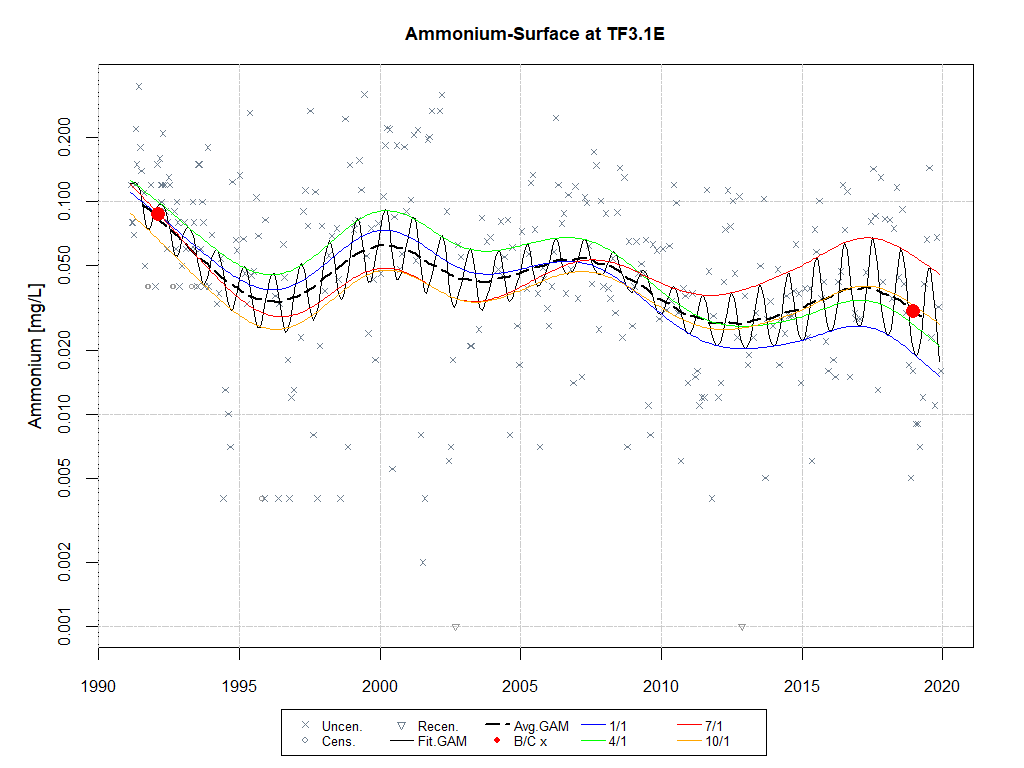 Ammonium-Surface at TF3.1E
Ammonium [mg/L]
0.200
0.100
0.050
0.020
0.010
0.005
0.002
0.001
1990 1995 2000 2005 2010 2015 2020
Uncen. Recen. Avg.GAM 1/1 7/1
Cens. Fit.GAM B/C x 4/1 10/1